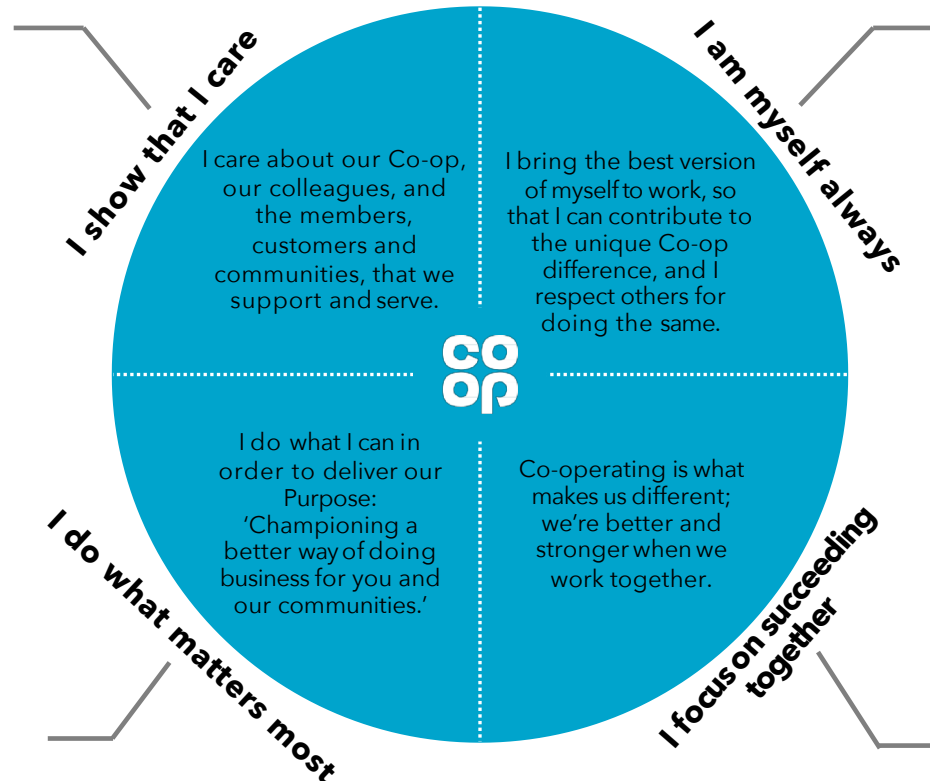 I show that I care
I care about our Co-op,
our colleagues, and
the members,
customers and
communities, that we
support and serve.
I am myself always
I bring the best version
of myself to work, so
that I can contribute to
the unique Co-op
difference, and I
respect others for
doing the same.
co
op
I do what matters most
I do what I can in
order to deliver our
Purpose:
‘Championing a
better way of doing
business for you and
our communities.’
I focus on succeeding
together
Co-operating is what
makes us different;
we’re better and
stronger when we
work together.